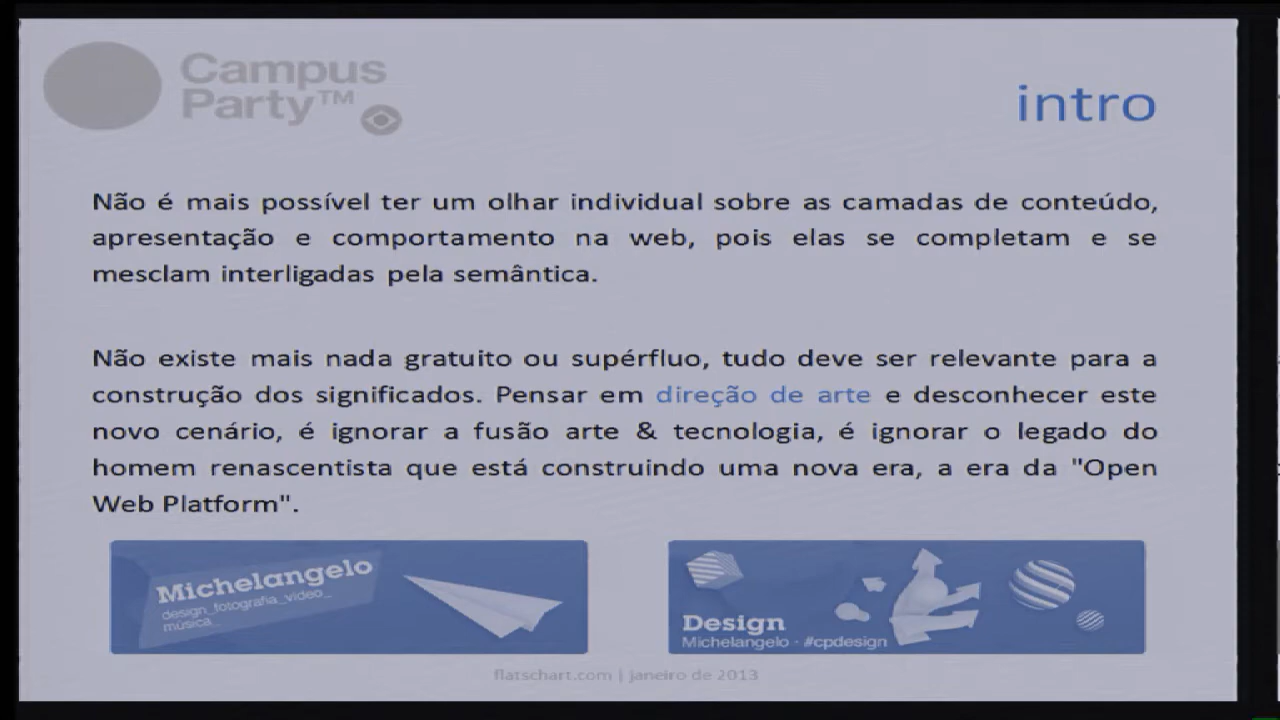 Campus
Party™
intro
Não é mais possível ter um olhar individual sobre as camadas de conteúdo,
apresentação e comportamento na web, pois elas se completam e se
mesclam interligadas pela semântica.
Não existe mais nada gratuito ou supérfluo, tudo deve ser relevante para a
construção dos significados. Pensar em direção de arte e desconhecer este
novo cenário, é ignorar a fusão arte & tecnologia, é ignorar o legado do
homem renascentista que está construindo uma nova era, a era da "Open
Web Platform".
Michelangelo
design_fotografia_video_
música_
Design
Michelangelo · #cpdesign
flatschart.com | janeiro de 2013